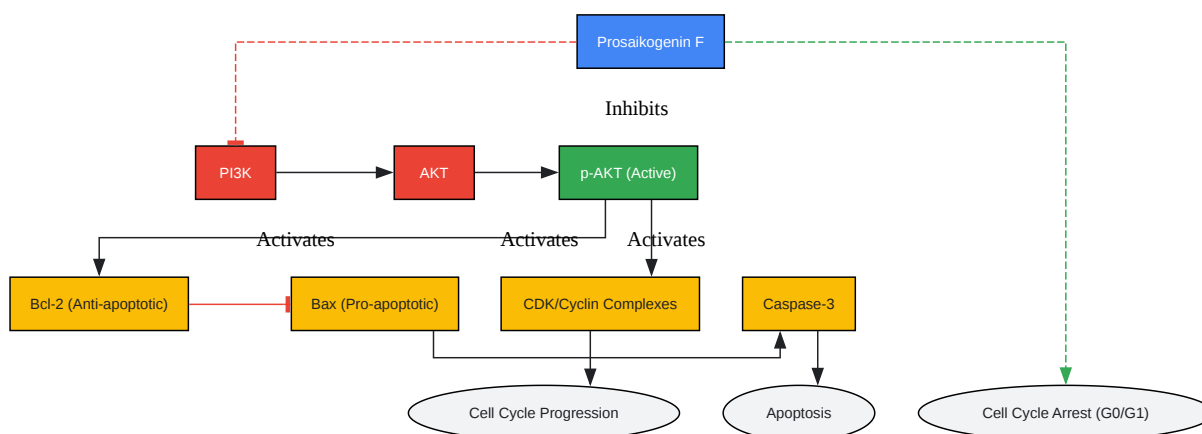 Prosaikogenin F
Inhibits
PI3K
AKT
p-AKT (Active)
Activates
Activates
Activates
Bcl-2 (Anti-apoptotic)
Bax (Pro-apoptotic)
CDK/Cyclin Complexes
Caspase-3
Cell Cycle Progression
Apoptosis
Cell Cycle Arrest (G0/G1)